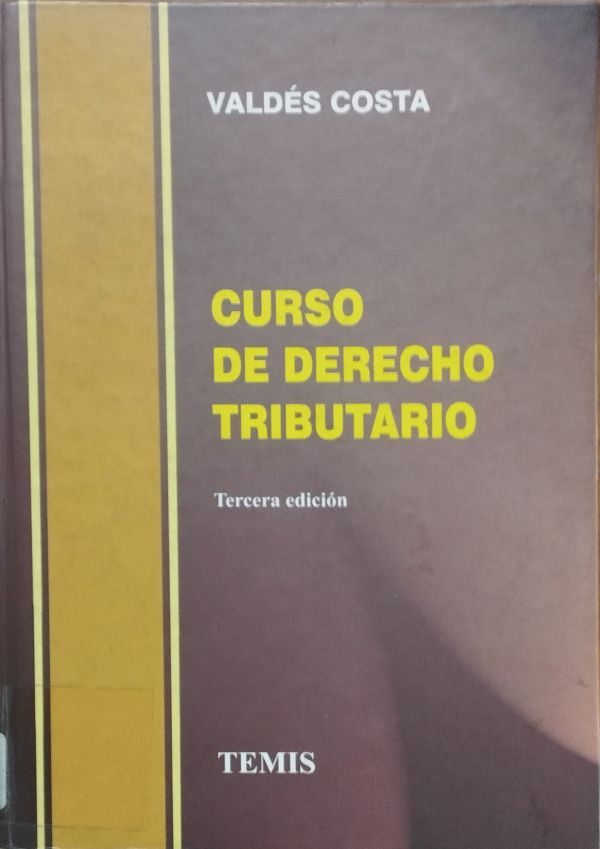 VALDÉS COSTA
CURSO
DE DERECHO
TRIBUTARIO
Tercera edición
TEMIS